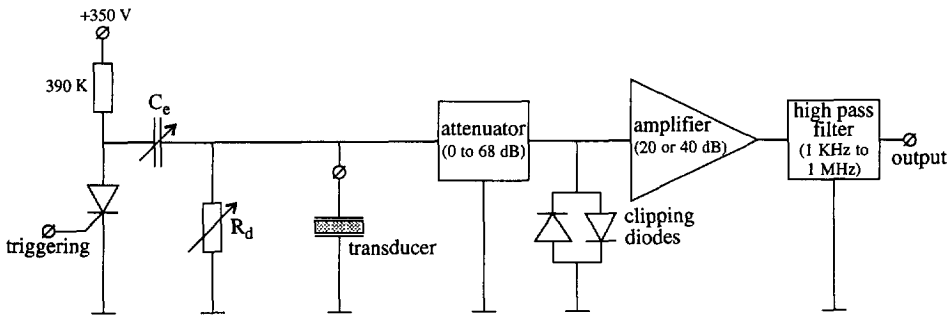 +350 V
390 K
Ce
triggering
Rd
transducer
attenuator
(0 to 68 dB)
amplifier
(20 or 40 dB)
clipping
diodes
high pass
filter
(1 KHz to
1 MHz)
output